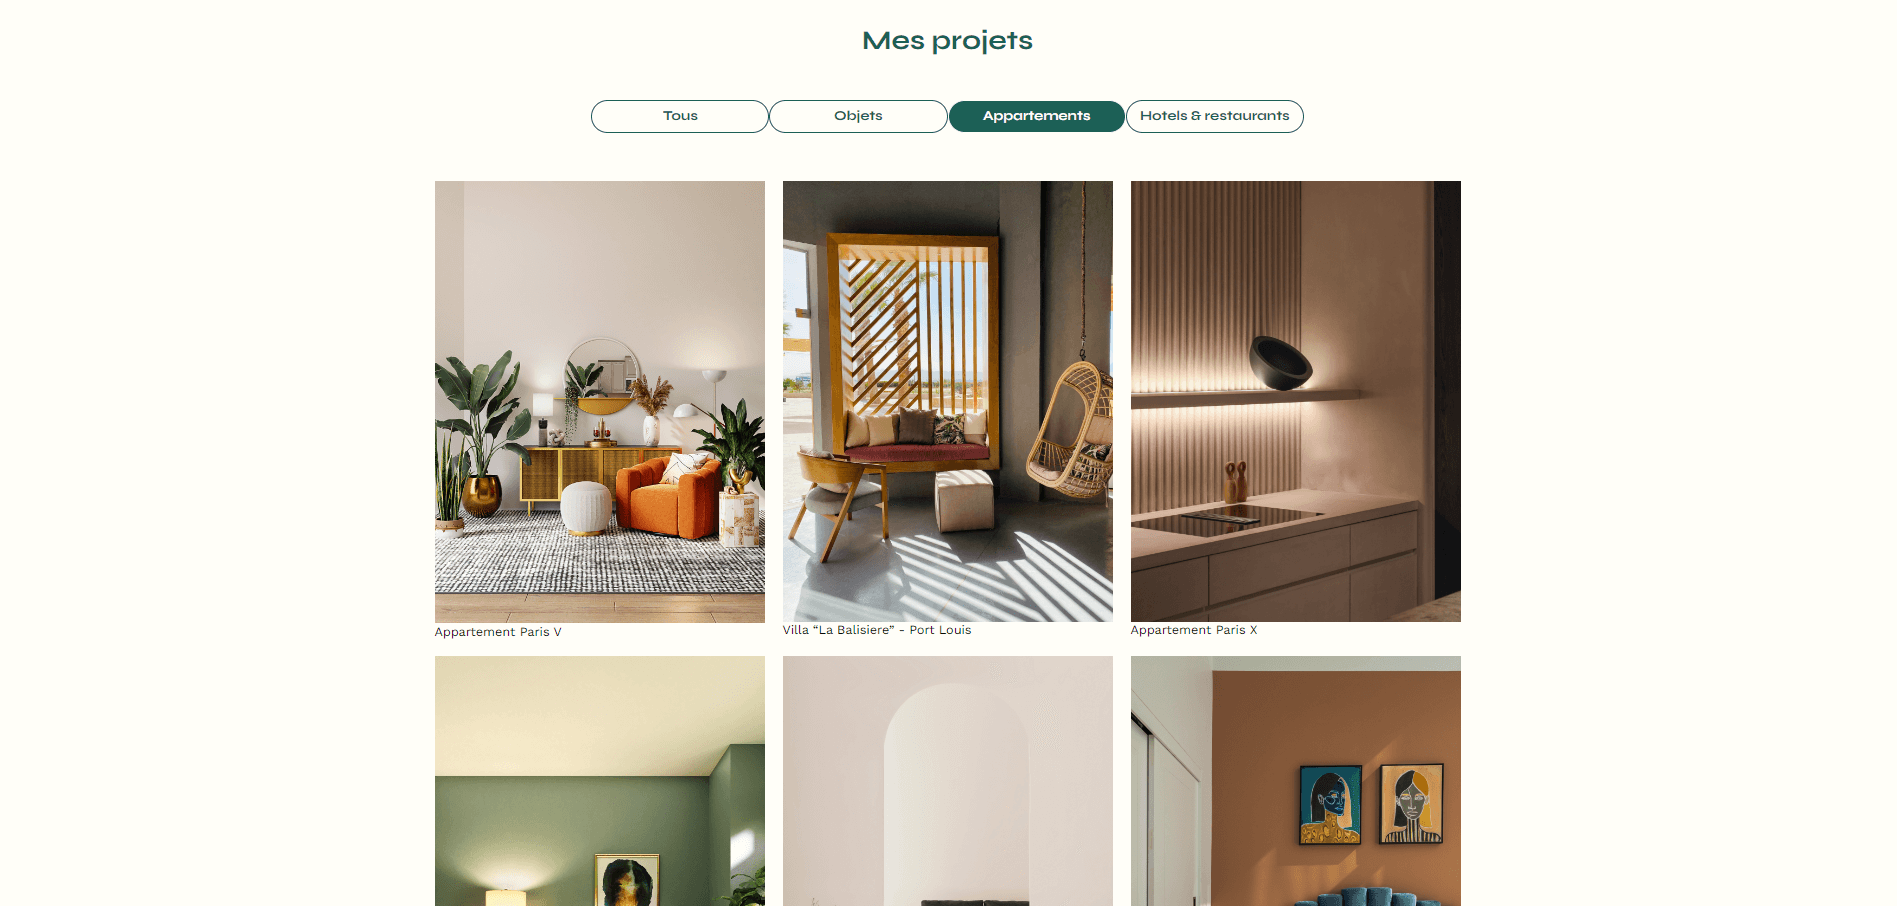 Mes projets
Tous
Objets
Appartements
Hotels & restaurants
Appartement Paris V
Villa “La Balisiere” - Port Louis
Appartement Paris X